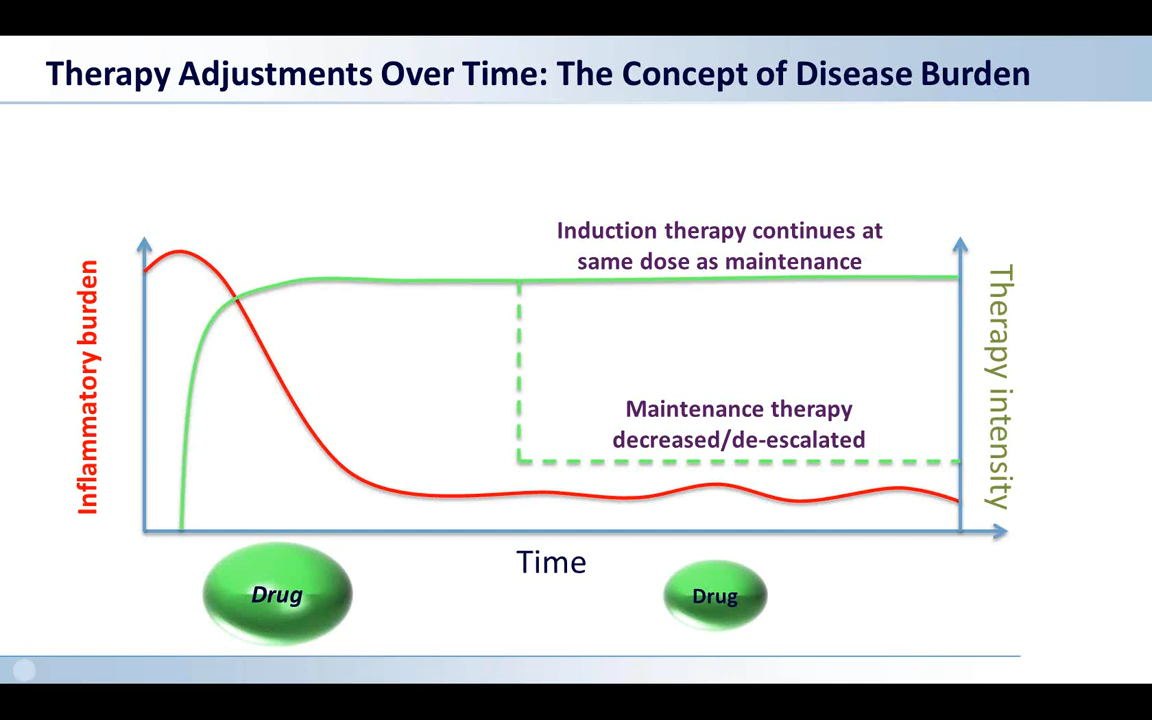 Therapy Adjustments Over Time: The Concept of Disease Burden
Induction therapy continues at
same dose as maintenance
Inflammatory burden
Therapy intensity
Maintenance therapy
decreased/de-escalated
Time
Drug
Drug